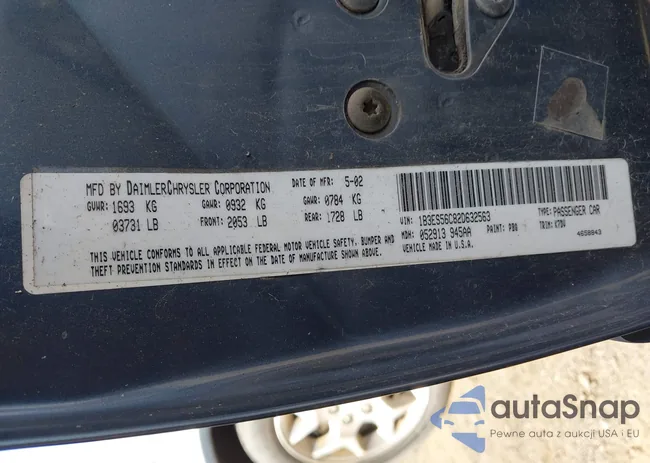 MFD BY DAIMLERCHRYSLER CORPORATION DATE OF MFR: 5-02
GVWR: 1693 KG GAWR: 0932 KG GAWR: 0784 KG
03731 LB FRONT: 2053 LB REAR: 1728 LB
THIS VEHICLE CONFORMS TO ALL APPLICABLE FEDERAL MOTOR VEHICLE SAFETY, BUMPER AND
THEFT PREVENTION STANDARDS IN EFFECT ON THE DATE OF MANUFACTURE SHOWN ABOVE.
VIN: 1B3ES56C82D632563 TYPE: PASSENGER CAR
MDH: 052913 945AA PAINT: PB8 TRIM: K7DV
VEHICLE MADE IN U.S.A. 4658843
autaSnap
Pewne auta z aukcji USA i EU